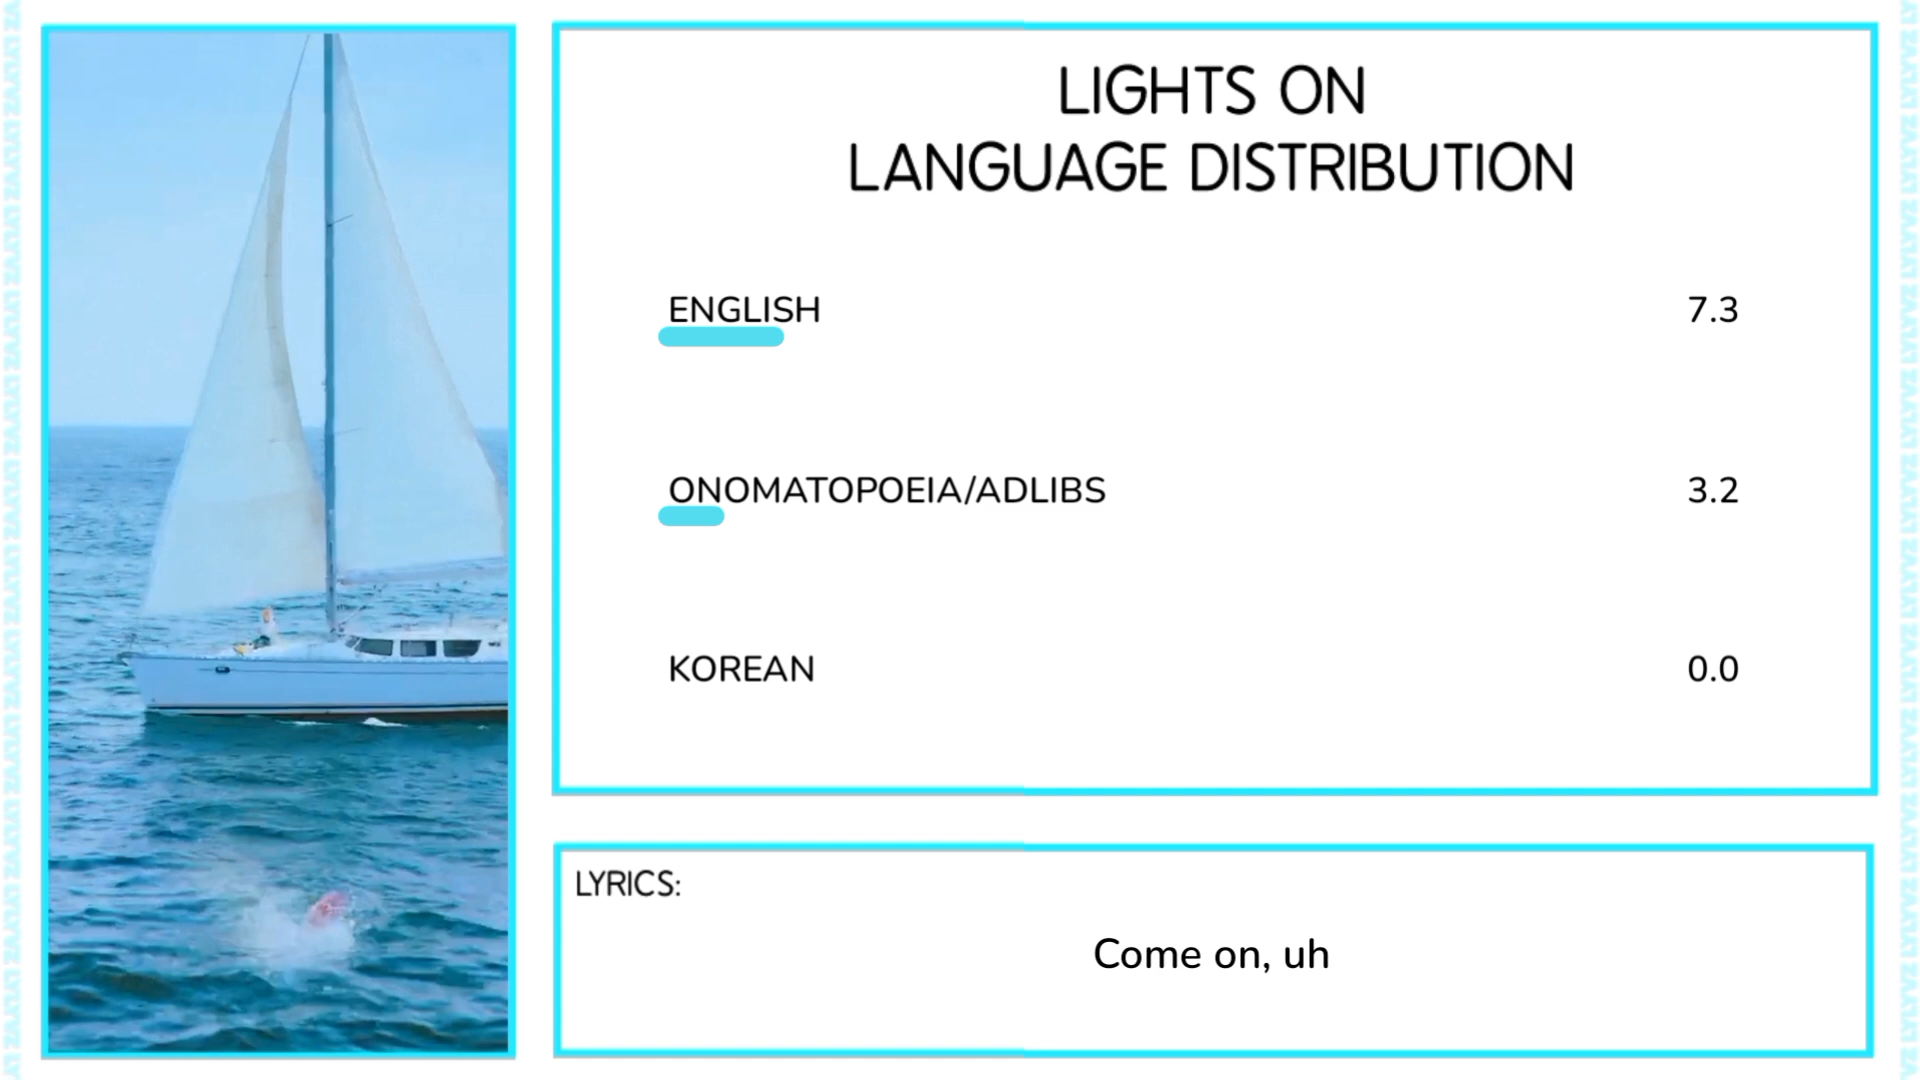 LIGHTS ON
LANGUAGE DISTRIBUTION
ENGLISH 7.3
ONOMATOPOEIA/ADLIBS 3.2
KOREAN 0.0
LYRICS:
Come on, uh